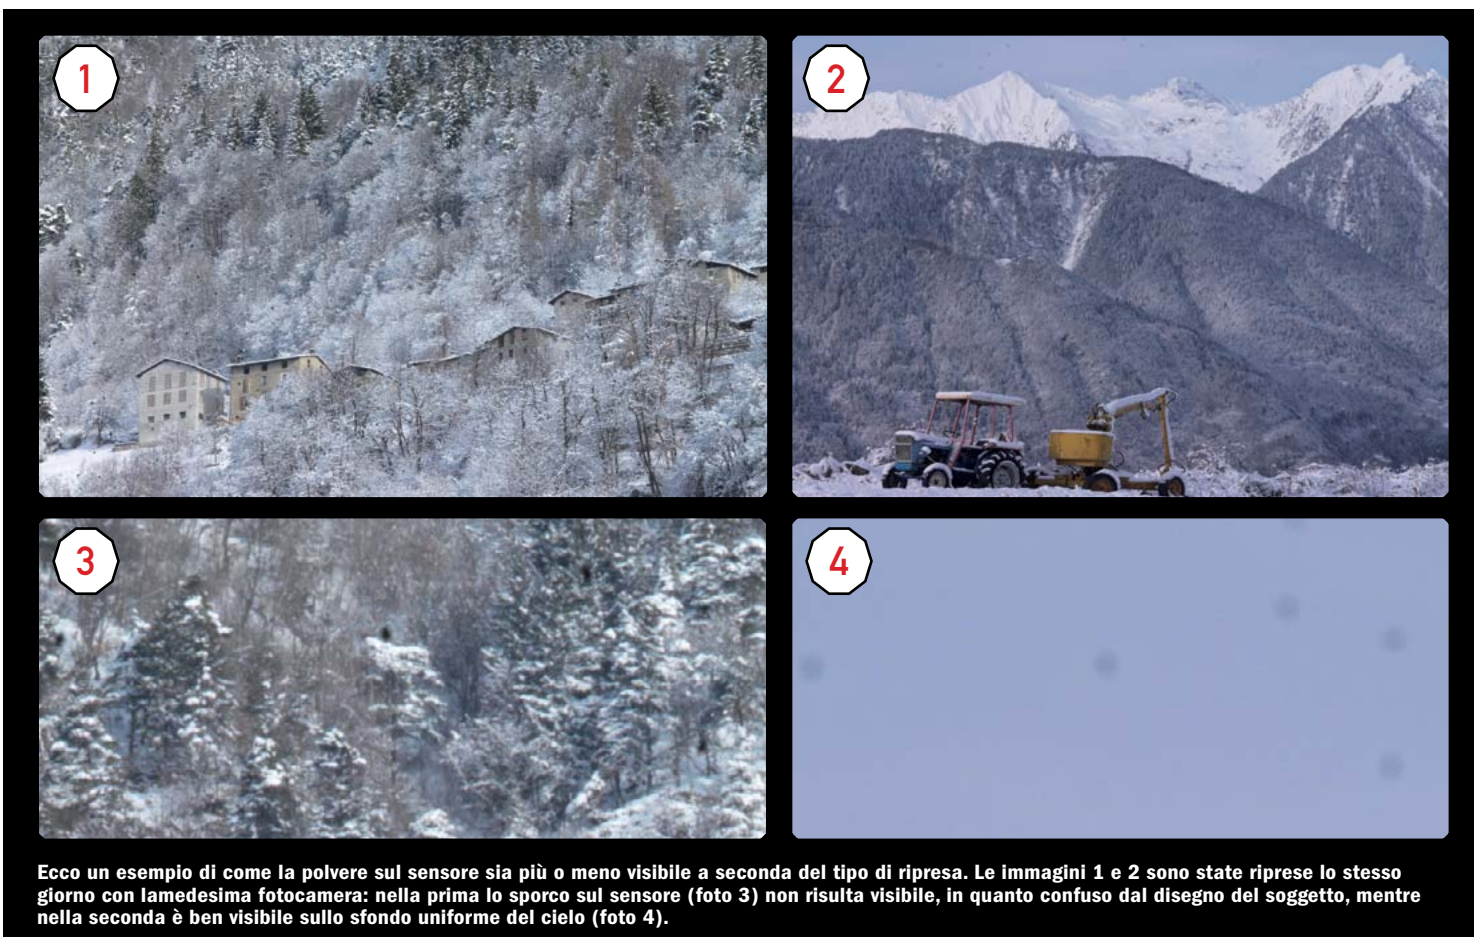 1
2
3
4
Ecco un esempio di come la polvere sul sensore sia più o meno visibile a seconda del tipo di ripresa. Le immagini 1 e 2 sono state riprese lo stesso
giorno con lamedesima fotocamera: nella prima lo sporco sul sensore (foto 3) non risulta visibile, in quanto confuso dal disegno del soggetto, mentre
nella seconda è ben visibile sullo sfondo uniforme del cielo (foto 4).